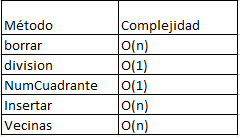 Método Complejidad
borrar O(n)
division O(1)
NumCuadrante O(1)
Insertar O(n)
Vecinas O(n)